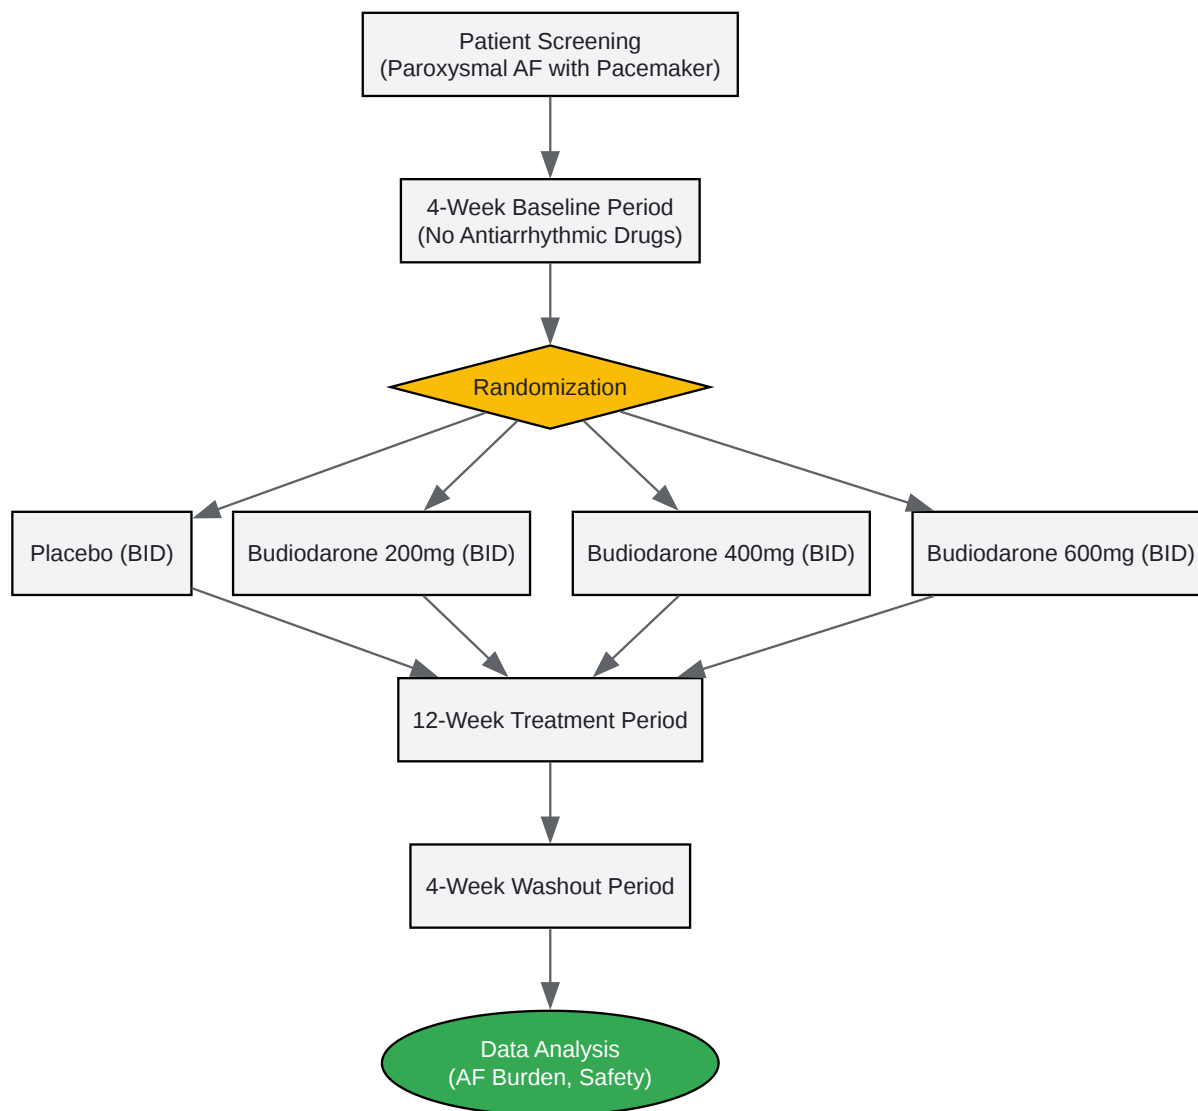 Patient Screening
(Paroxysmal AF with Pacemaker)
4-Week Baseline Period
(No Antiarrhythmic Drugs)
Randomization
Placebo (BID)
Budiodarone 200mg (BID)
Budiodarone 400mg (BID)
Budiodarone 600mg (BID)
12-Week Treatment Period
4-Week Washout Period
Data Analysis
(AF Burden, Safety)